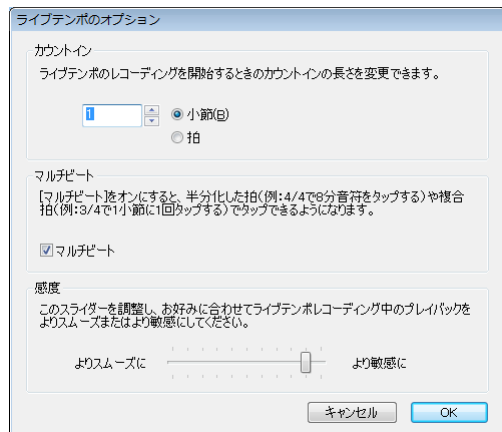 ライブテンポのオプション
カウントイン
ライブテンポのレコーディングを開始するときのカウントインの長さを変更できます。
1
小節(B)
拍
マルチビート
[マルチビート]をオンにすると、半分化した拍(例:4/4で8分音符をタップする)や複合
拍(例:3/4で1小節に1回タップする)でタップできるようになります。
マルチビート
感度
このスライダーを調整し、お好みに合わせてライブテンポレコーディング中のプレイバックを
よりスムーズまたはより敏感にしてください。
よりスムーズに
より敏感に
キャンセル
OK